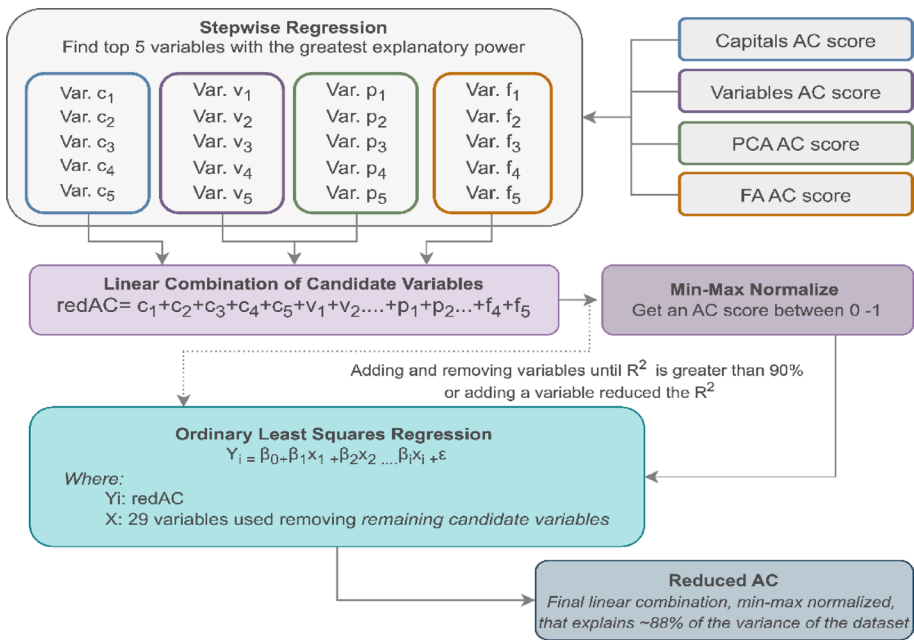 Stepwise Regression
Find top 5 variables with the greatest explanatory power
Var. c₁
Var. c₂
Var. c₃
Var. c₄
Var. c₅
Var. v₁
Var. v₂
Var. v₃
Var. v₄
Var. v₅
Var. p₁
Var. p₂
Var. p₃
Var. p₄
Var. p₅
Var. f₁
Var. f₂
Var. f₃
Var. f₄
Var. f₅
Capitals AC score
Variables AC score
PCA AC score
FA AC score
Linear Combination of Candidate Variables
redAC= c₁+c₂+c₃+c₄+c₅+v₁+v₂....+p₁+p₂...+f₄+f₅
Min-Max Normalize
Get an AC score between 0 -1
Adding and removing variables until R² is greater than 90%
or adding a variable reduced the R²
Ordinary Least Squares Regression
Yᵢ = β₀+β₁x₁ +β₂x₂ ....βᵢxᵢ +ε
Where:
Yi: redAC
X: 29 variables used removing remaining candidate variables
Reduced AC
Final linear combination, min-max normalized,
that explains ~88% of the variance of the dataset